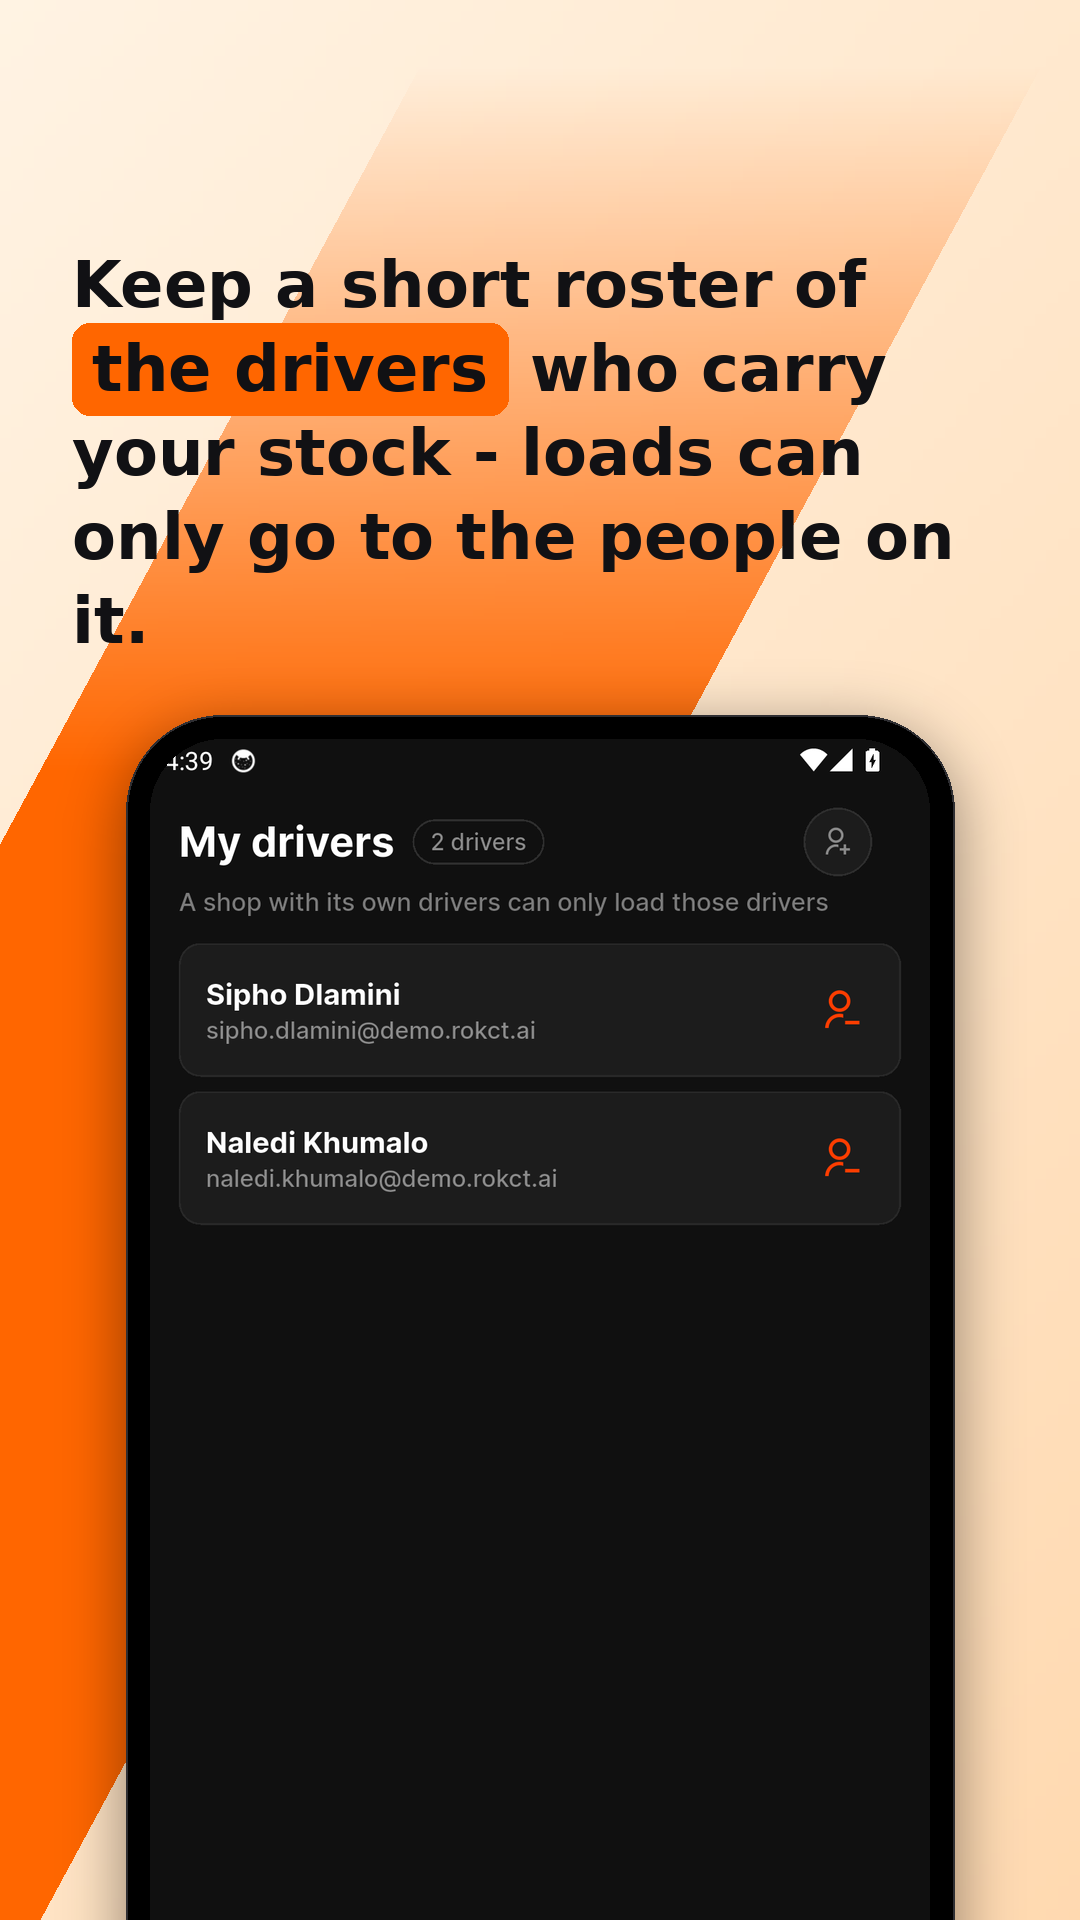 Keep a short roster of
the drivers who carry
your stock - loads can
only go to the people on
it.
4:39
My drivers
2 drivers
A shop with its own drivers can only load those drivers
Sipho Dlamini
sipho.dlamini@demo.rokct.ai
Naledi Khumalo
naledi.khumalo@demo.rokct.ai